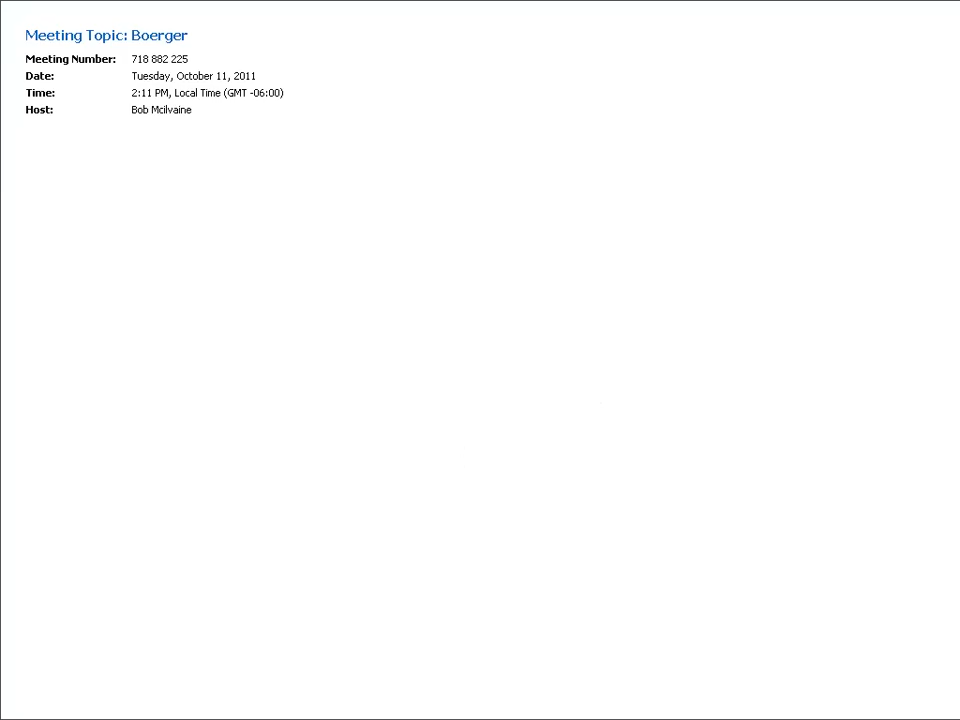 Meeting Topic: Boerger
Meeting Number: 718 882 225
Date: Tuesday, October 11, 2011
Time: 2:11 PM, Local Time (GMT -06:00)
Host: Bob Mcilvaine